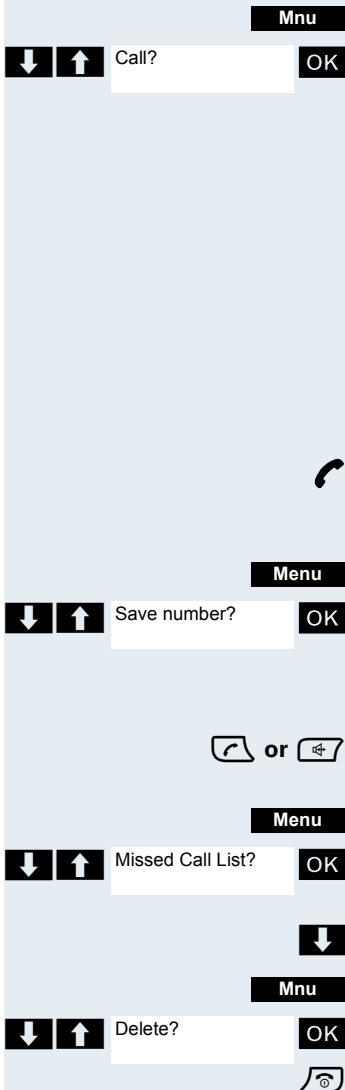 Mnu
Call? OK
Menu
Save number? OK
or
Menu
Missed Call List? OK
Mnu
Delete? OK